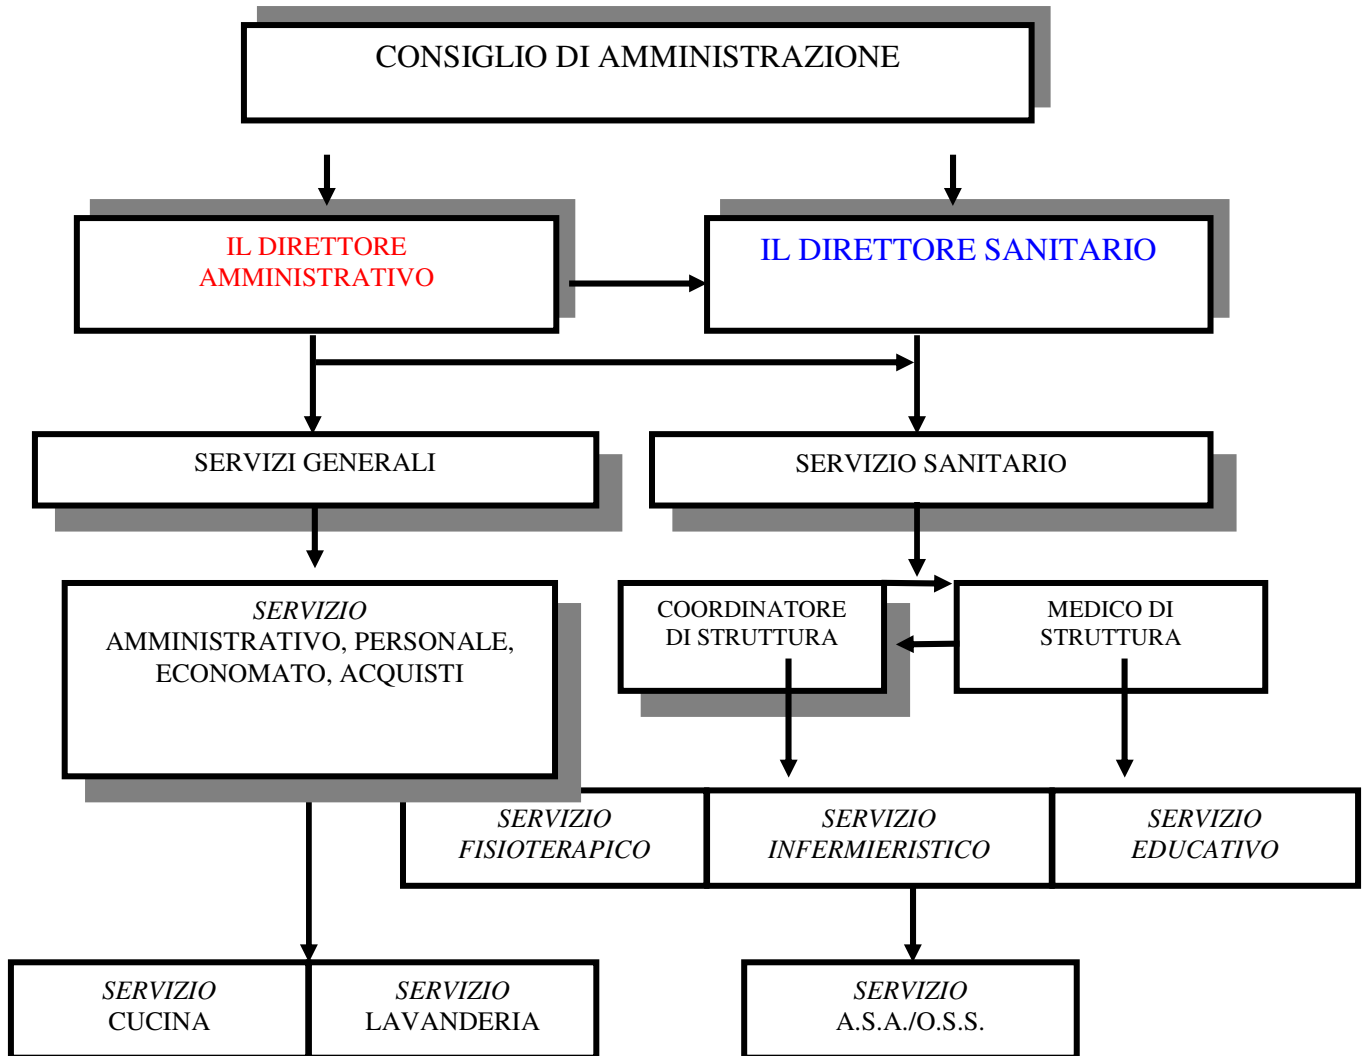 CONSIGLIO DI AMMINISTRAZIONE
IL DIRETTORE
AMMINISTRATIVO
IL DIRETTORE SANITARIO
SERVIZI GENERALI
SERVIZIO SANITARIO
SERVIZIO
AMMINISTRATIVO, PERSONALE,
ECONOMATO, ACQUISTI
COORDINATORE
DI STRUTTURA
MEDICO DI
STRUTTURA
SERVIZIO
FISIOTERAPICO
SERVIZIO
INFERMIERISTICO
SERVIZIO
EDUCATIVO
SERVIZIO
CUCINA
SERVIZIO
LAVANDERIA
SERVIZIO
A.S.A./O.S.S.